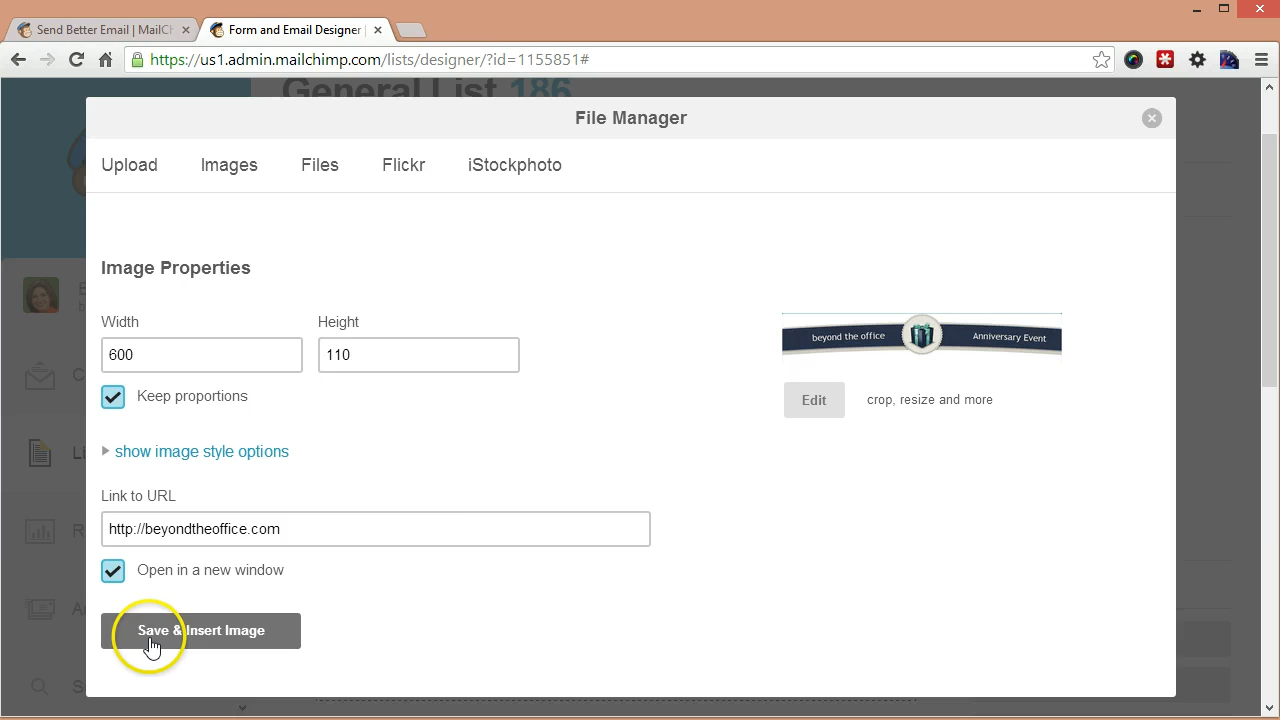 Send Better Email | MailCh
Form and Email Designer |
https://us1.admin.mailchimp.com/lists/designer/?id=1155851#
General List 186
File Manager
Upload Images Files Flickr iStockphoto
Image Properties
Width Height
600 110
Keep proportions
beyond the office Anniversary Event
Edit crop, resize and more
show image style options
Link to URL
http://beyondtheoffice.com
Open in a new window
Save & Insert Image